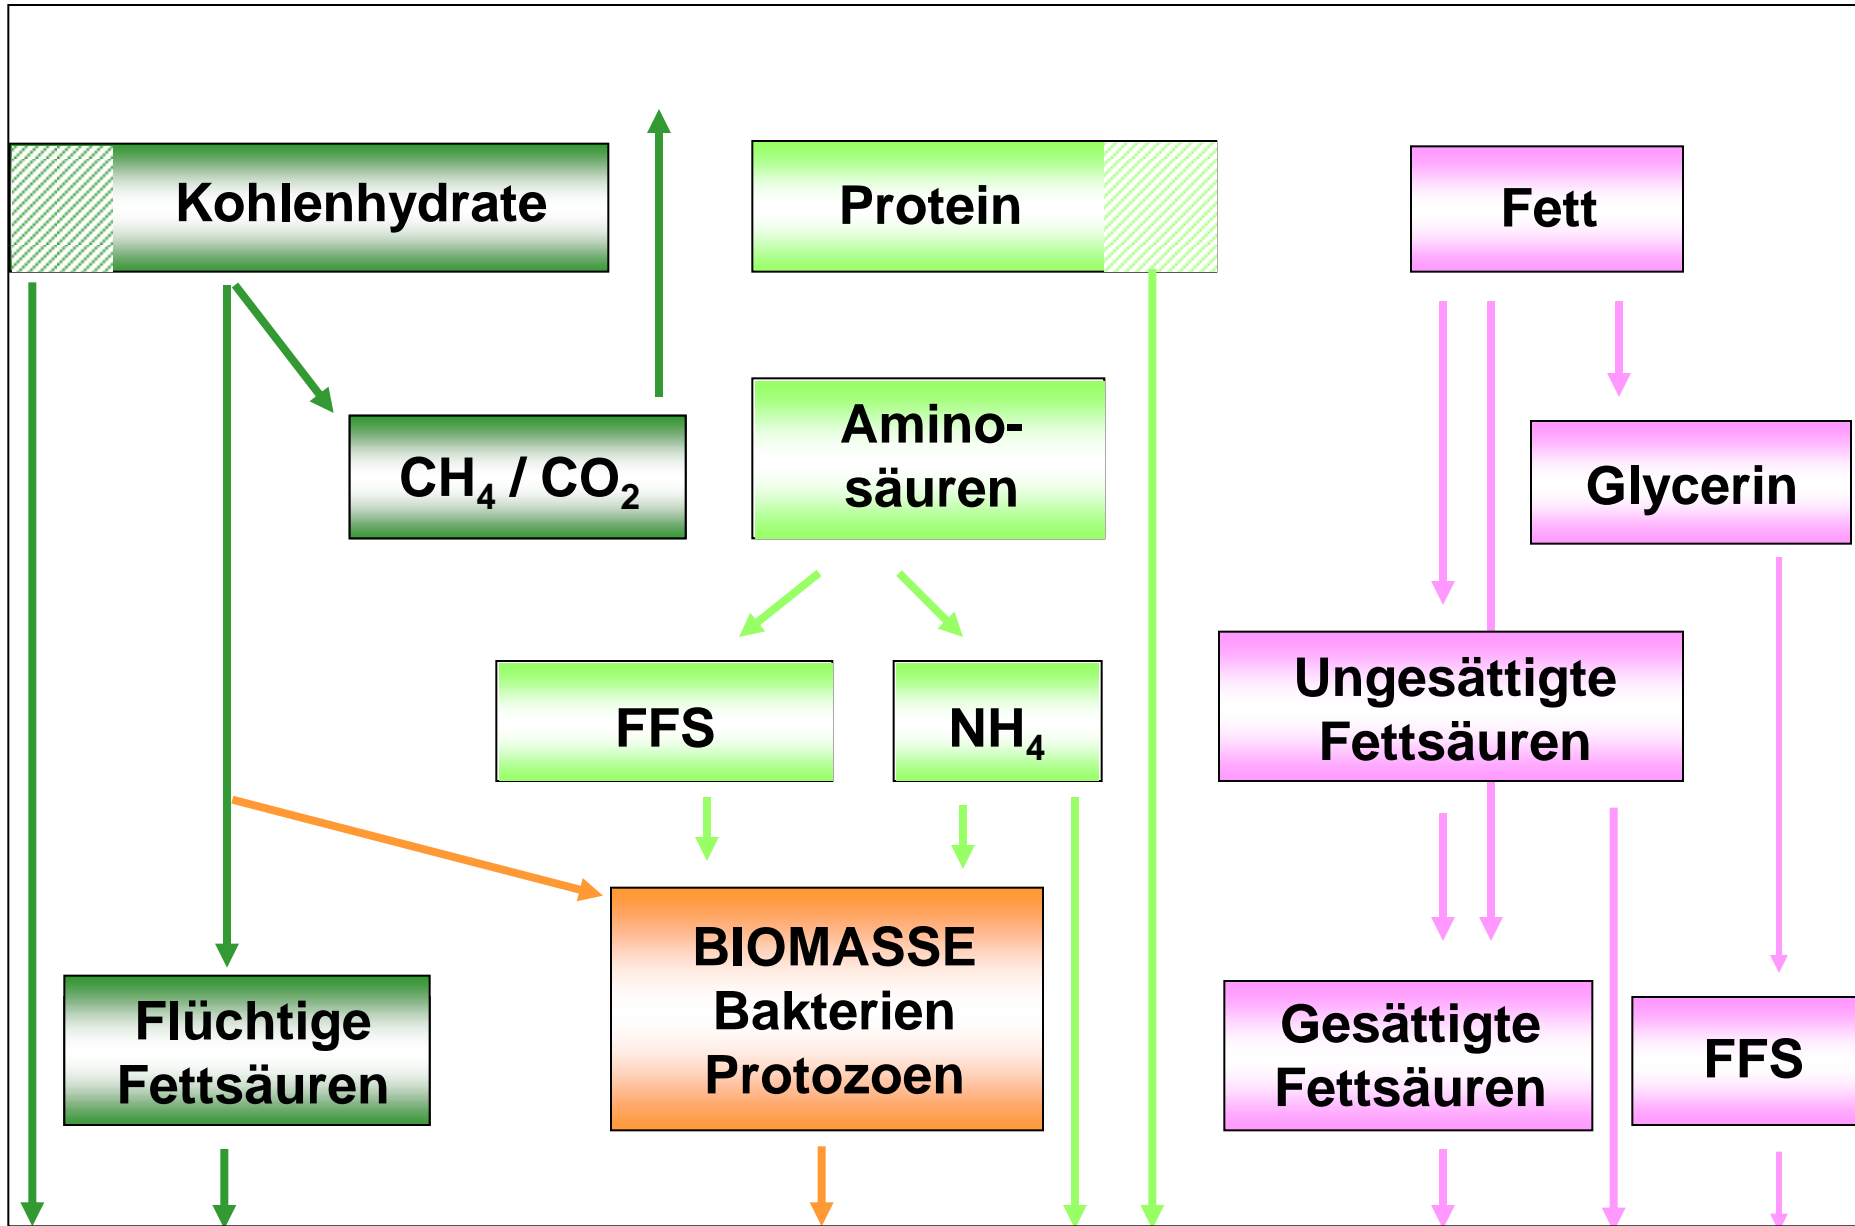 Kohlenhydrate
Protein
Fett
CH₄ / CO₂
Amino-
säuren
Glycerin
FFS
NH₄
Ungesättigte
Fettsäuren
Flüchtige
Fettsäuren
BIOMASSE
Bakterien
Protozoen
Gesättigte
Fettsäuren
FFS